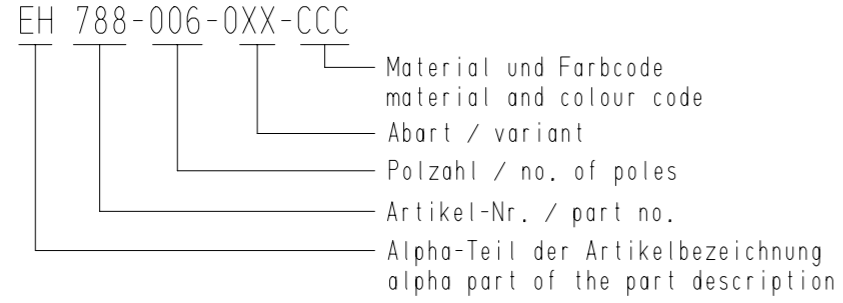 EH 788-006-0XX-CCC
Material und Farbcode
material and colour code
Abart / variant
Polzahl / no. of poles
Artikel-Nr. / part no.
Alpha-Teil der Artikelbezeichnung
alpha part of the part description